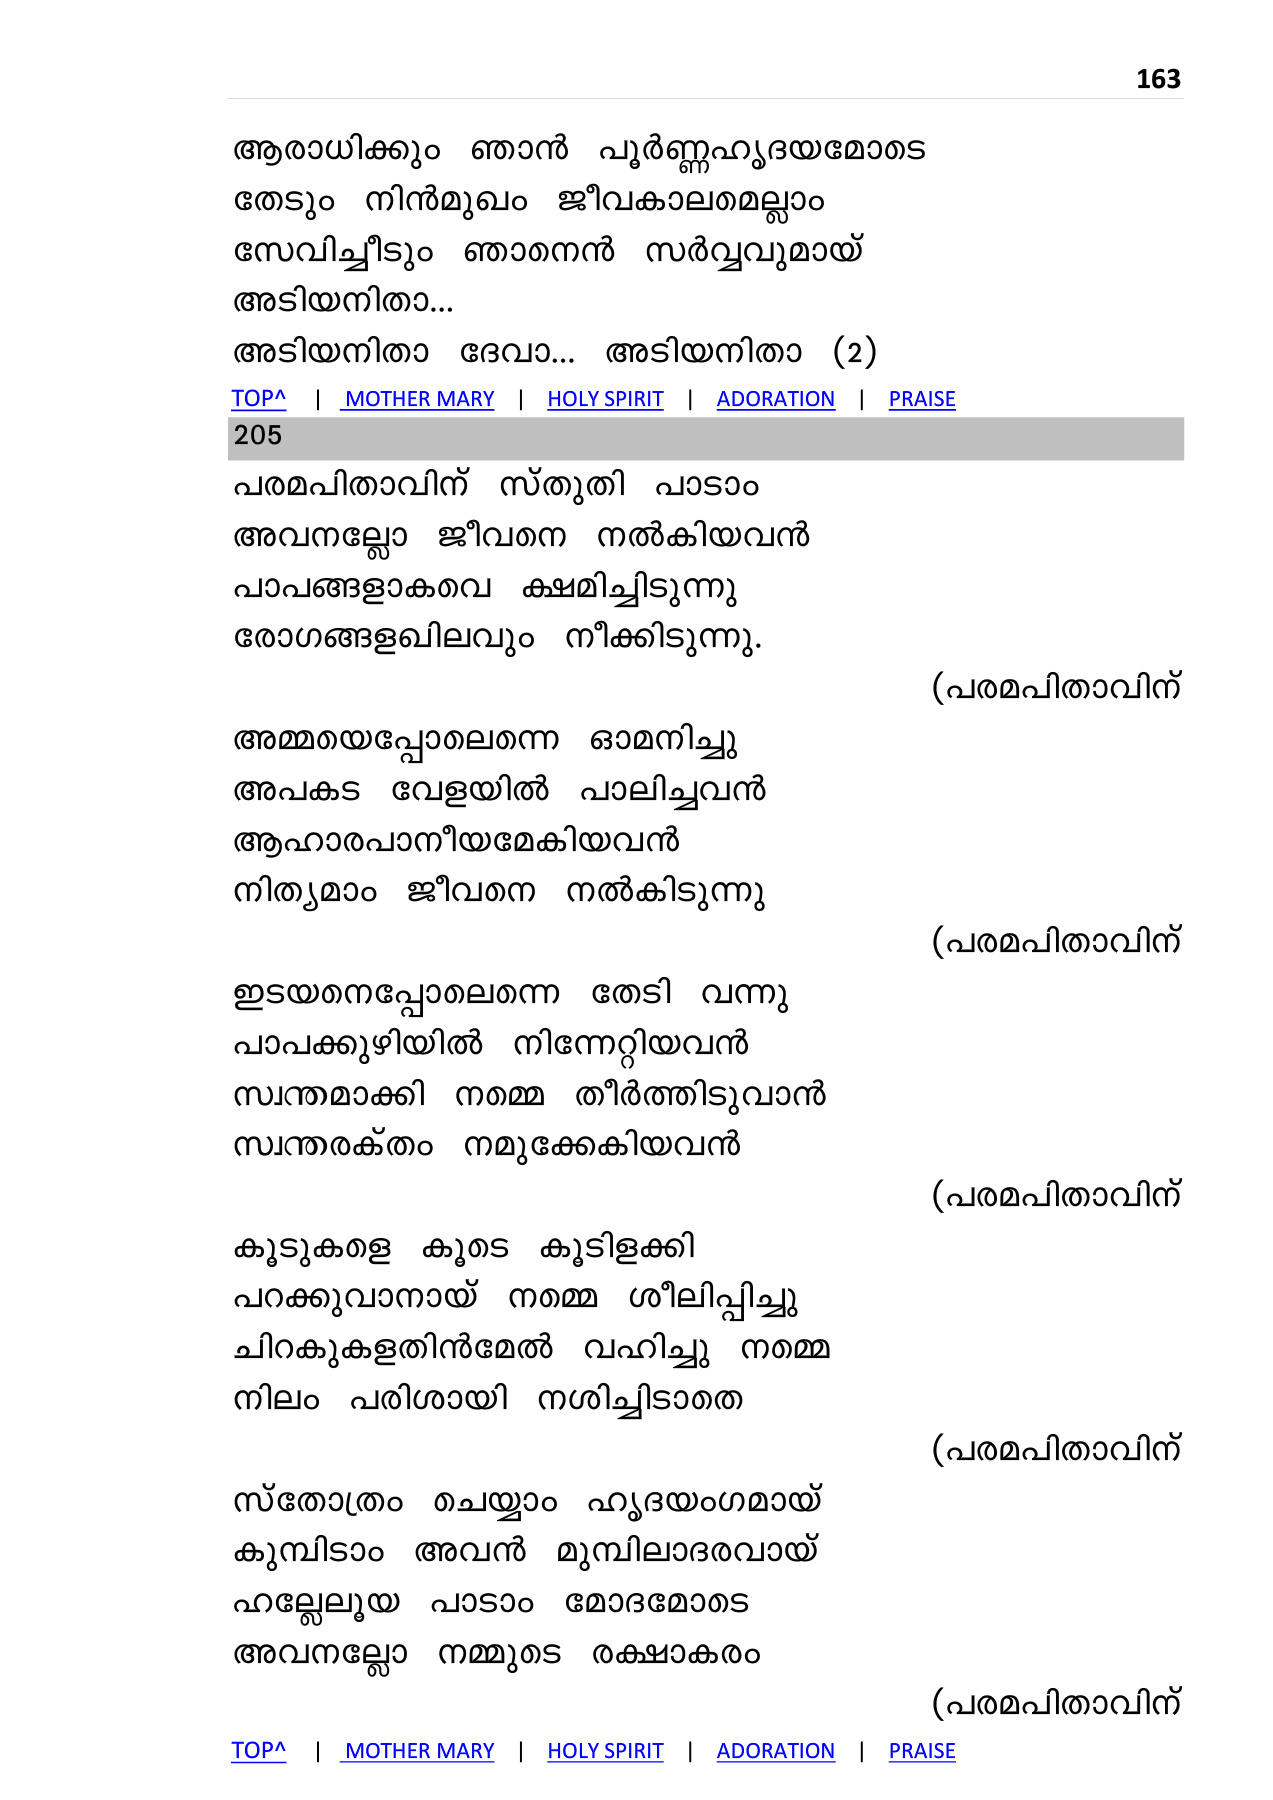 163
ആരാധിക്കും ഞാൻ പൂർണ്ണഹൃദയമോടെ
തേടും നിൻമുഖം ജീവകാലമെല്ലാം
സേവിച്ചീടും ഞാനെൻ സർവ്വവുമായ്
അടിയനിതാ...
അടിയനിതാ ദേവാ... അടിയനിതാ (2)
TOP^ | MOTHER MARY | HOLY SPIRIT | ADORATION | PRAISE
205
പരമപിതാവിന് സ്തുതി പാടാം
അവനല്ലോ ജീവനെ നൽകിയവൻ
പാപങ്ങളാകവെ ക്ഷമിച്ചിടുന്നു
രോഗങ്ങളഖിലവും നീക്കിടുന്നു.
(പരമപിതാവിന്
അമ്മയെപ്പോലെന്നെ ഓമനിച്ചു
അപകട വേളയിൽ പാലിച്ചവൻ
ആഹാരപാനീയമേകിയവൻ
നിത്യമാം ജീവനെ നൽകിടുന്നു
(പരമപിതാവിന്
ഇടയനെപ്പോലെന്നെ തേടി വന്നു
പാപക്കുഴിയിൽ നിന്നേറ്റിയവൻ
സ്വന്തമാക്കി നമ്മെ തീർത്തിടുവാൻ
സ്വന്തരക്തം നമുക്കേകിയവൻ
(പരമപിതാവിന്
കൂടുകളെ കൂടെ കൂടിളക്കി
പറക്കുവാനായ് നമ്മെ ശീലിപ്പിച്ചു
ചിറകുകളതിൻമേൽ വഹിച്ചു നമ്മെ
നിലം പരിശായി നശിച്ചിടാതെ
(പരമപിതാവിന്
സ്തോത്രം ചെയ്യാം ഹൃദയംഗമായ്
കുമ്പിടാം അവൻ മുമ്പിലാദരവായ്
ഹല്ലേലൂയ പാടാം മോദമോടെ
അവനല്ലോ നമ്മുടെ രക്ഷാകരം
(പരമപിതാവിന്
TOP^ | MOTHER MARY | HOLY SPIRIT | ADORATION | PRAISE